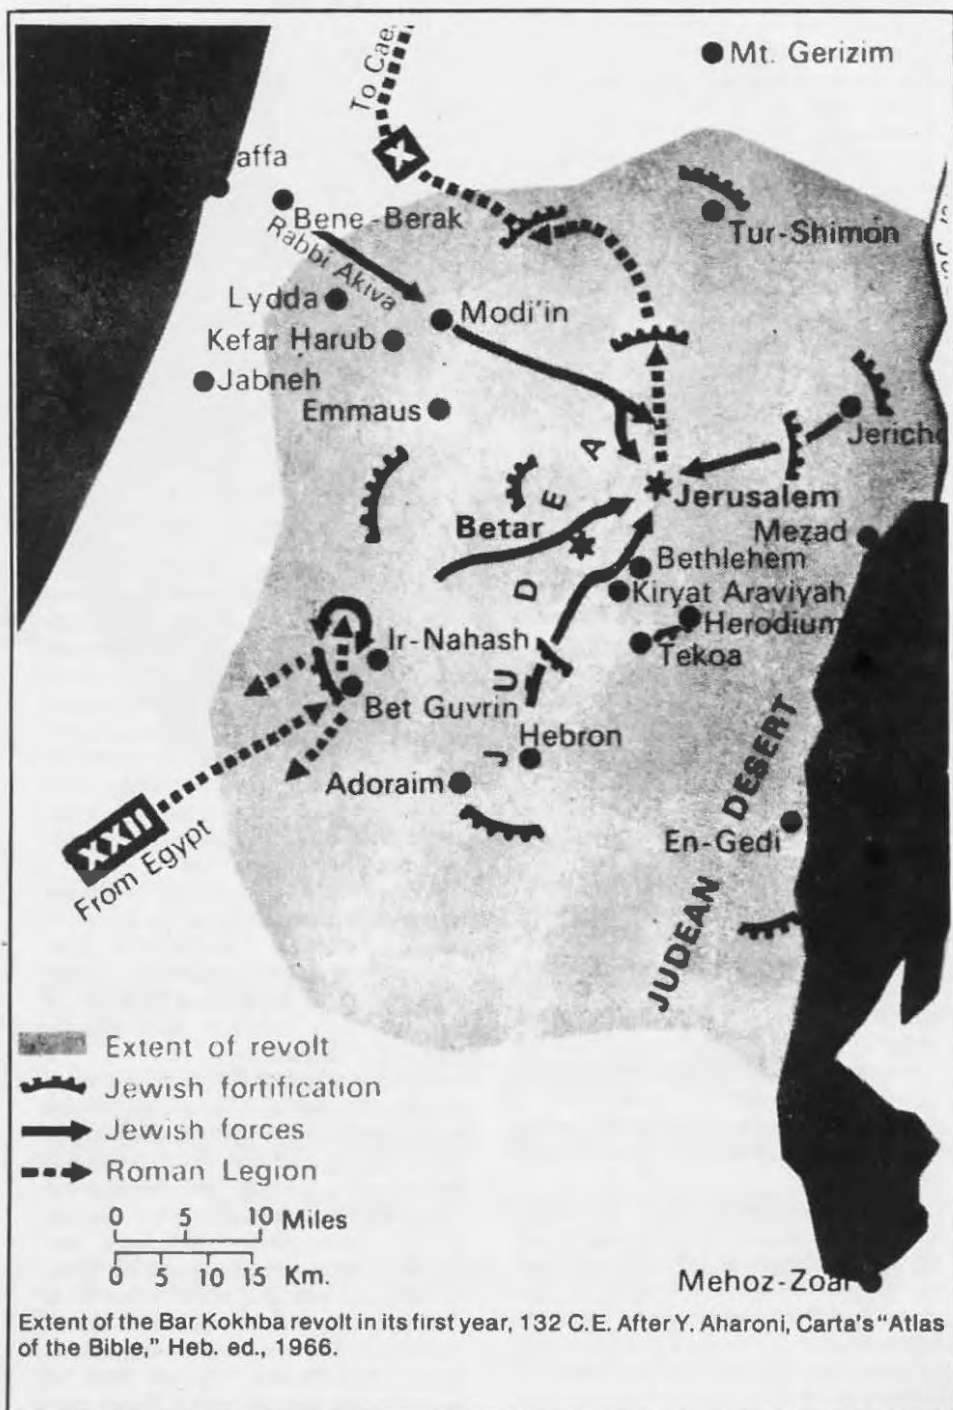 To Cae.
Mt. Gerizim
X
affa
Bene-Berak
Rabbi Akiva
Tur-Shimon
Lydda
Modi'in
Kefar Harub
Jabneh
Emmaus
Jericho
Jerusalem
Betar
Mezad
Bethlehem
Kiryat Araviyah
Herodium
Tekoa
Ir-Nahash
Bet Guvrin
Hebron
JUDEA
Adoraim
XXII
From Egypt
En-Gedi
JUDEAN DESERT
Extent of revolt
Jewish fortification
Jewish forces
Roman Legion
0 5 10 Miles
0 5 10 15 Km.
Mehoz-Zoar
Extent of the Bar Kokhba revolt in its first year, 132 C.E. After Y. Aharoni, Carta's "Atlas
of the Bible," Heb. ed., 1966.